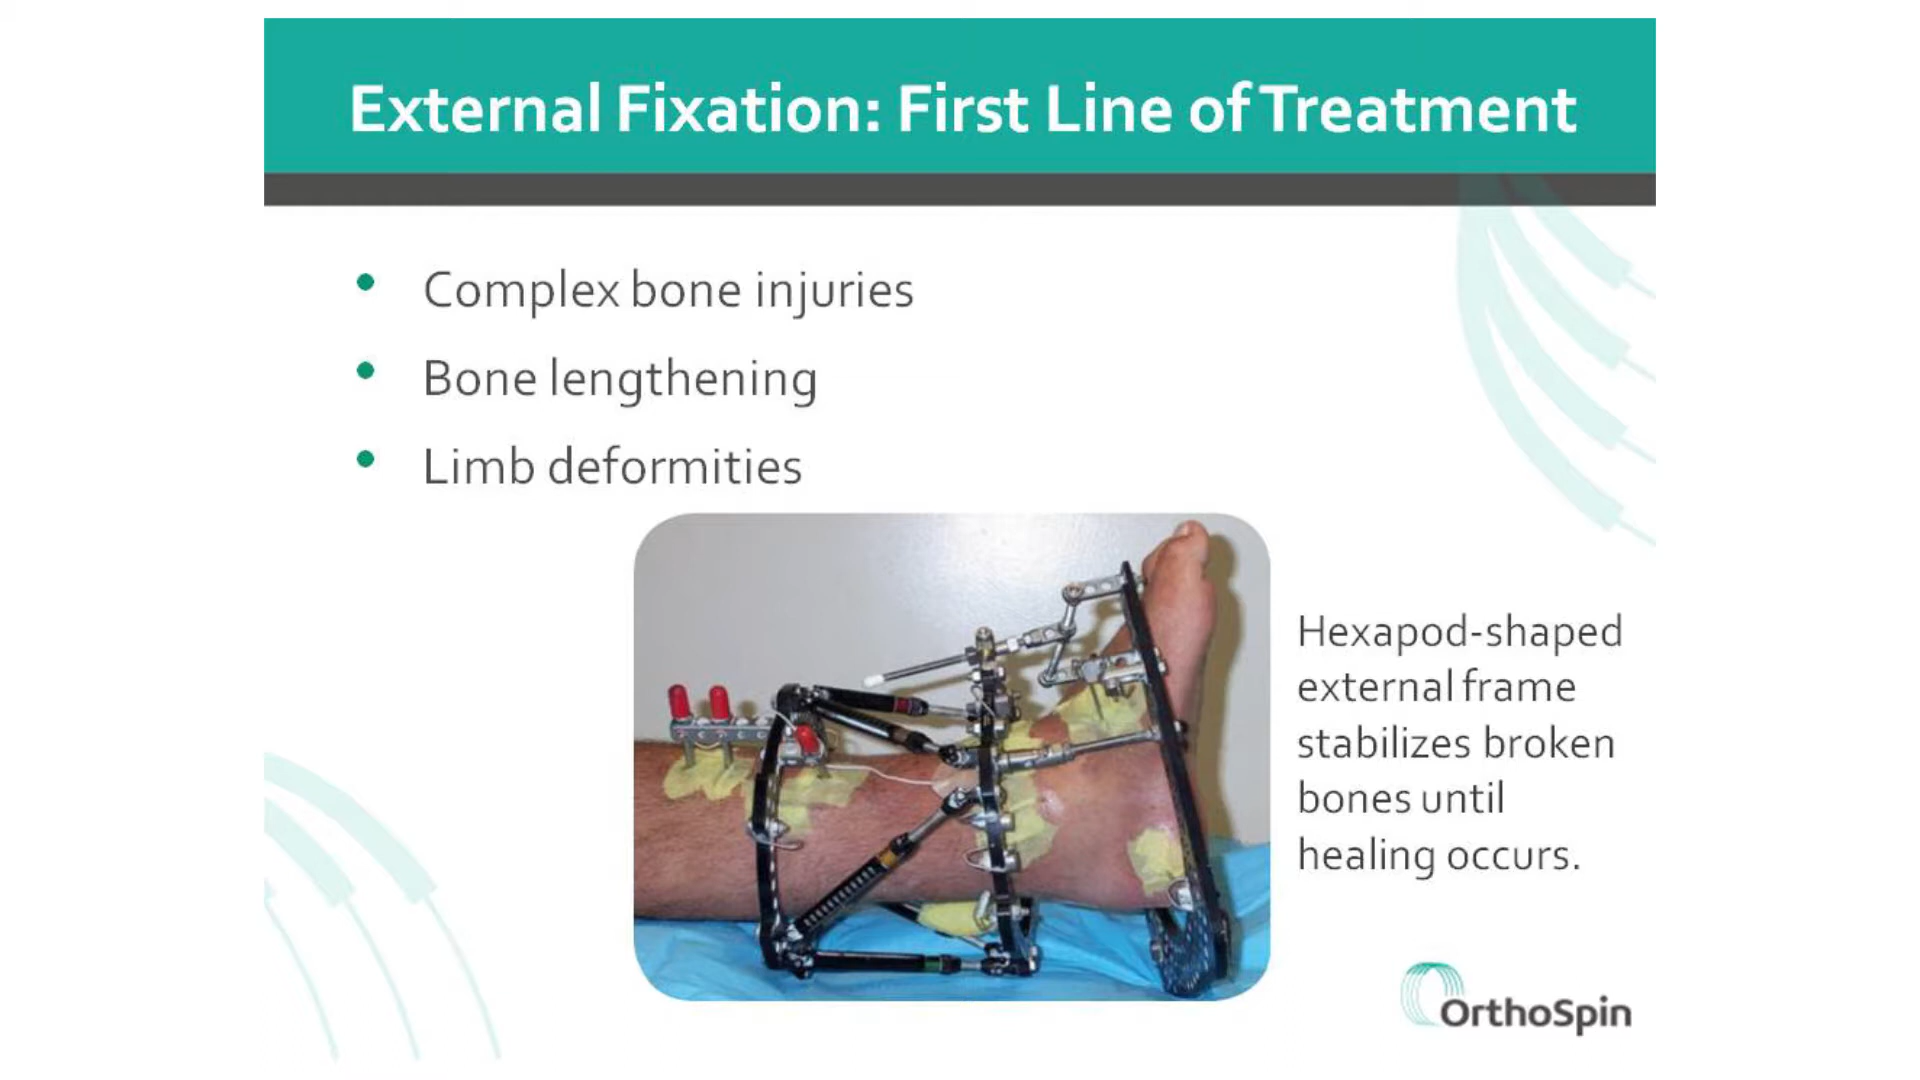 External Fixation: First Line of Treatment
Complex bone injuries
Bone lengthening
Limb deformities
Hexapod-shaped
external frame
stabilizes broken
bones until
healing occurs.
OrthoSpin